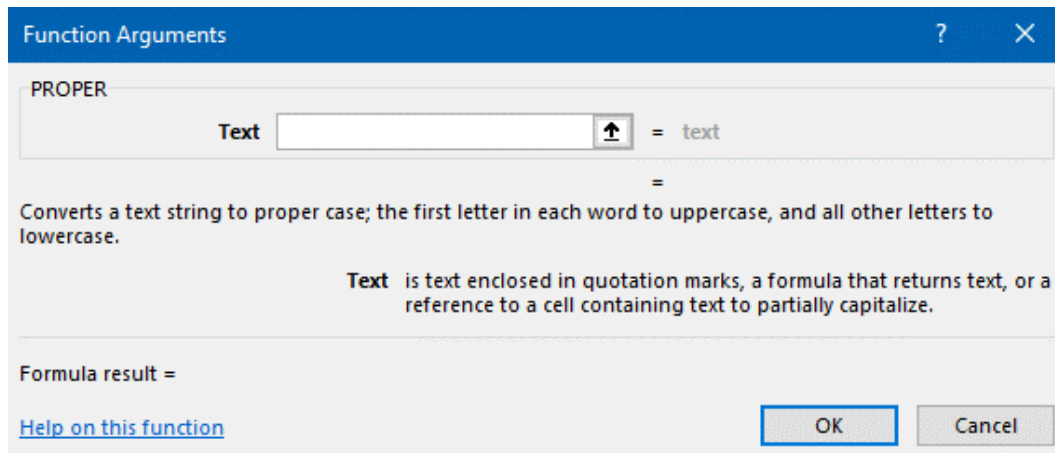 Function Arguments ? ×
PROPER
Text = text
=
Converts a text string to proper case; the first letter in each word to uppercase, and all other letters to
lowercase.
Text is text enclosed in quotation marks, a formula that returns text, or a
reference to a cell containing text to partially capitalize.
Formula result =
Help on this function OK Cancel